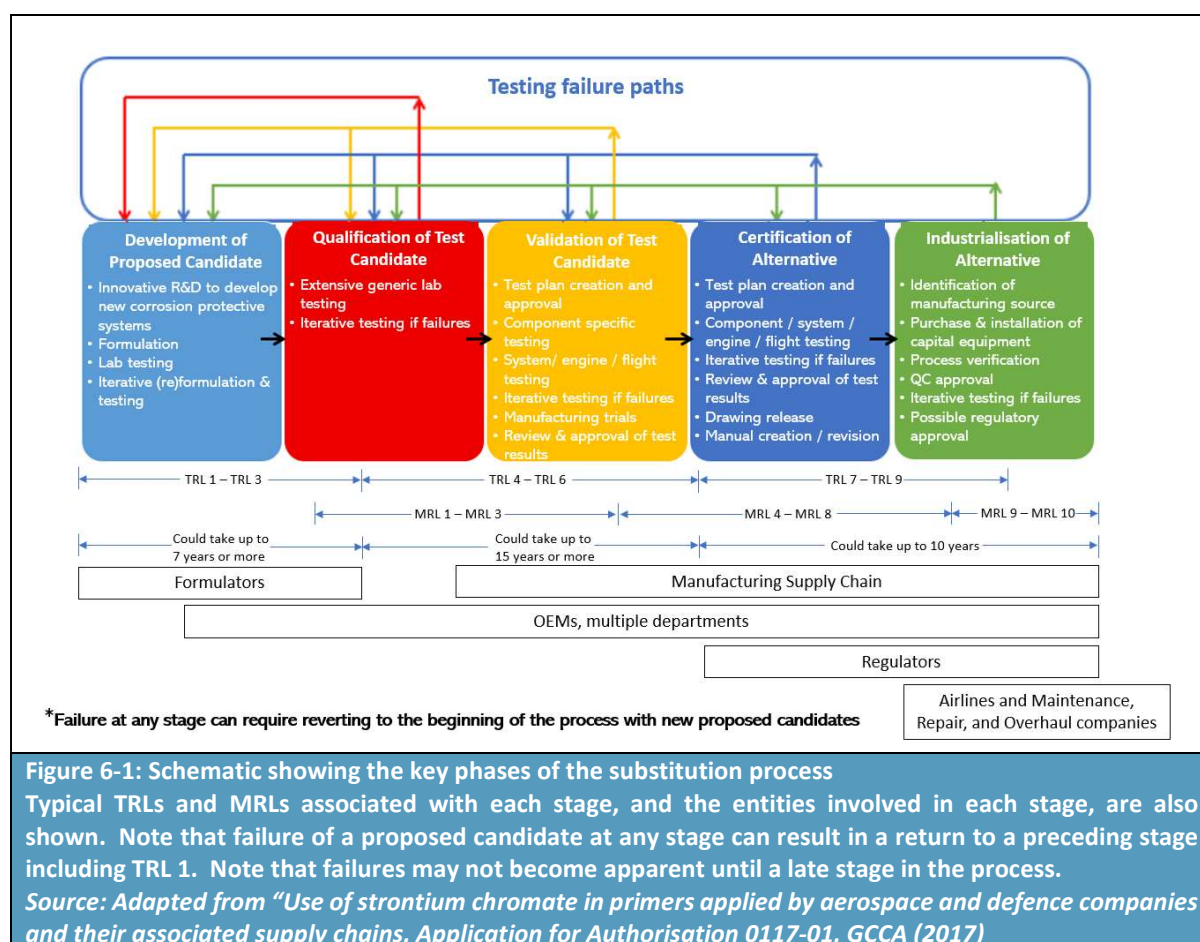 Testing failure paths
Development of
Proposed Candidate
• Innovative R&D to develop
new corrosion protective
systems
• Formulation
• Lab testing
• Iterative (re)formulation &
testing
Qualification of Test
Candidate
• Extensive generic lab
testing
• Iterative testing if failures
Validation of Test
Candidate
• Test plan creation and
approval
• Component specific
testing
• System/ engine / flight
testing
• Iterative testing if failures
• Manufacturing trials
• Review & approval of test
results
Certification of
Alternative
• Test plan creation and
approval
• Component / system /
engine / flight testing
• Iterative testing if failures
• Review & approval of test
results
• Drawing release
• Manual creation / revision
Industrialisation of
Alternative
• Identification of
manufacturing source
• Purchase & installation of
capital equipment
• Process verification
• QC approval
• Iterative testing if failures
• Possible regulatory
approval
TRL 1 – TRL 3
TRL 4 – TRL 6
TRL 7 – TRL 9
MRL 1 – MRL 3
MRL 4 – MRL 8
MRL 9 – MRL 10
Could take up to
7 years or more
Could take up to
15 years or more
Could take up to 10 years
Formulators
Manufacturing Supply Chain
OEMs, multiple departments
Regulators
Airlines and Maintenance,
Repair, and Overhaul companies
*Failure at any stage can require reverting to the beginning of the process with new proposed candidates
Figure 6-1: Schematic showing the key phases of the substitution process
Typical TRLs and MRLs associated with each stage, and the entities involved in each stage, are also
shown. Note that failure of a proposed candidate at any stage can result in a return to a preceding stage
including TRL 1. Note that failures may not become apparent until a late stage in the process.
Source: Adapted from “Use of strontium chromate in primers applied by aerospace and defence companies
and their associated supply chains, Application for Authorisation 0117-01, GCCA (2017)